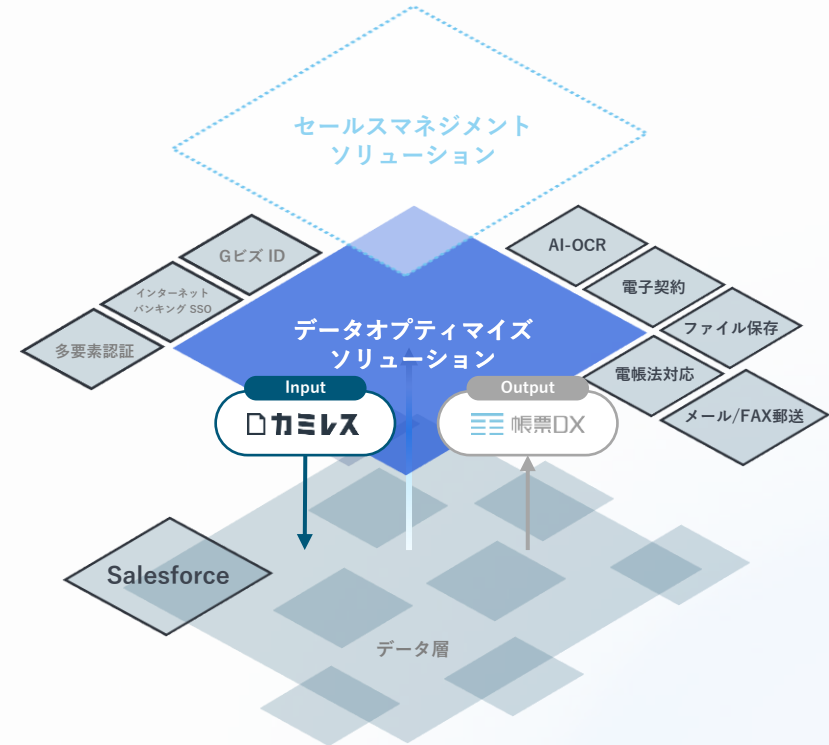 セールスマネジメント
ソリューション
GビズID
インターネット
バンキング SSO
多要素認証
AI-OCR
電子契約
ファイル保存
電帳法対応
メール/FAX郵送
データオプティマイズ
ソリューション
Input
カミレス
Output
帳票DX
Salesforce
データ層